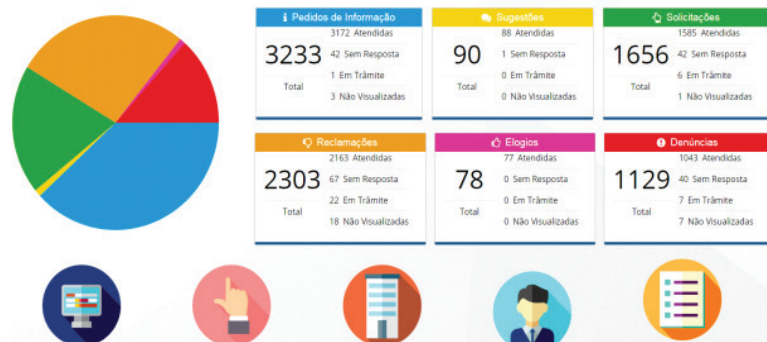 Pedidos de Informação
3233
Total
3172 Atendidas
42 Sem Resposta
1 Em Trâmite
3 Não Visualizadas
Sugestões
90
Total
88 Atendidas
1 Sem Resposta
0 Em Trâmite
0 Não Visualizadas
Solicitações
1656
Total
1585 Atendidas
42 Sem Resposta
6 Em Trâmite
1 Não Visualizadas
Reclamações
2303
Total
2163 Atendidas
67 Sem Resposta
22 Em Trâmite
18 Não Visualizadas
Elogios
78
Total
77 Atendidas
0 Sem Resposta
0 Em Trâmite
0 Não Visualizadas
Denúncias
1129
Total
1043 Atendidas
40 Sem Resposta
7 Em Trâmite
7 Não Visualizadas